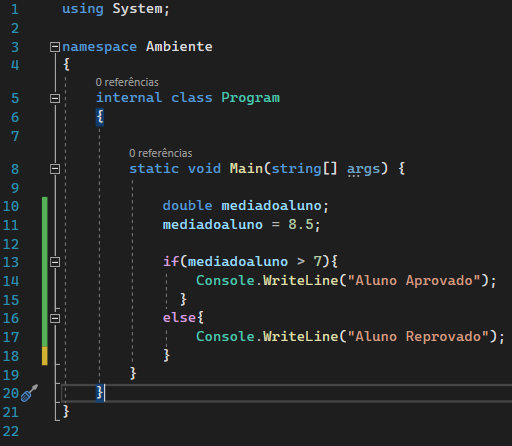 1 using System;
2
3 namespace Ambiente
4 {
0 referências
5 internal class Program
6 {
7
0 referências
8 static void Main(string[] args) {
9
10 double mediadoaluno;
11 mediadoaluno = 8.5;
12
13 if(mediadoaluno > 7){
14 Console.WriteLine("Aluno Aprovado");
15 }
16 else{
17 Console.WriteLine("Aluno Reprovado");
18 }
19 }
20 }
21 }
22